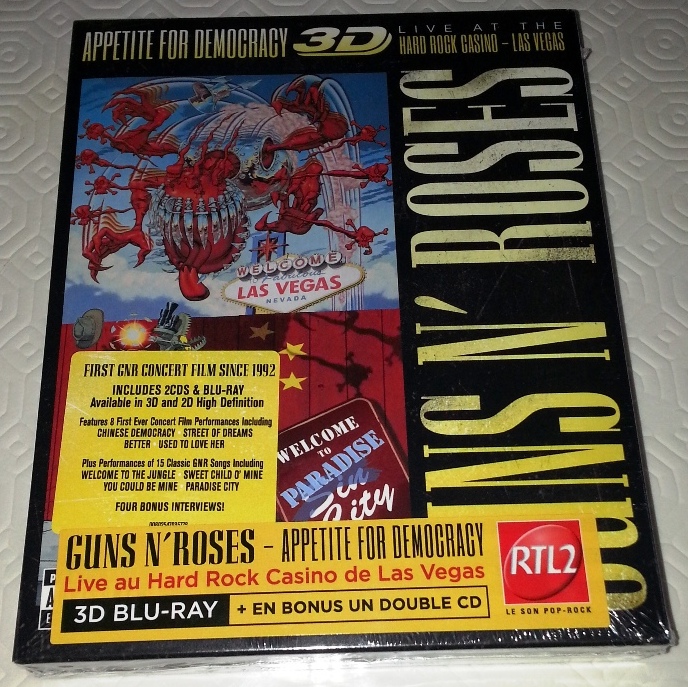 APPETITE FOR DEMOCRACY 3D
LIVE AT THE
HARD ROCK CASINO – LAS VEGAS
GUNS N' ROSES
WELCOME
LAS VEGAS
NEVADA
FIRST GNR CONCERT FILM SINCE 1992
INCLUDES 2CDS & BLU-RAY
Available in 3D and 2D High Definition
Features 8 First Ever Concert Film Performances Including
CHINESE DEMOCRACY STREET OF DREAMS
BETTER USED TO LOVE HER
Plus Performances of 15 Classic GNR Songs Including
WELCOME TO THE JUNGLE SWEET CHILD O' MINE
YOU COULD BE MINE PARADISE CITY
FOUR BONUS INTERVIEWS!
WELCOME
TO
PARADISE
Sin
City
GUNS N'ROSES – APPETITE FOR DEMOCRACY
Live au Hard Rock Casino de Las Vegas
3D BLU-RAY + EN BONUS UN DOUBLE CD
RTL2
LE SON POP-ROCK